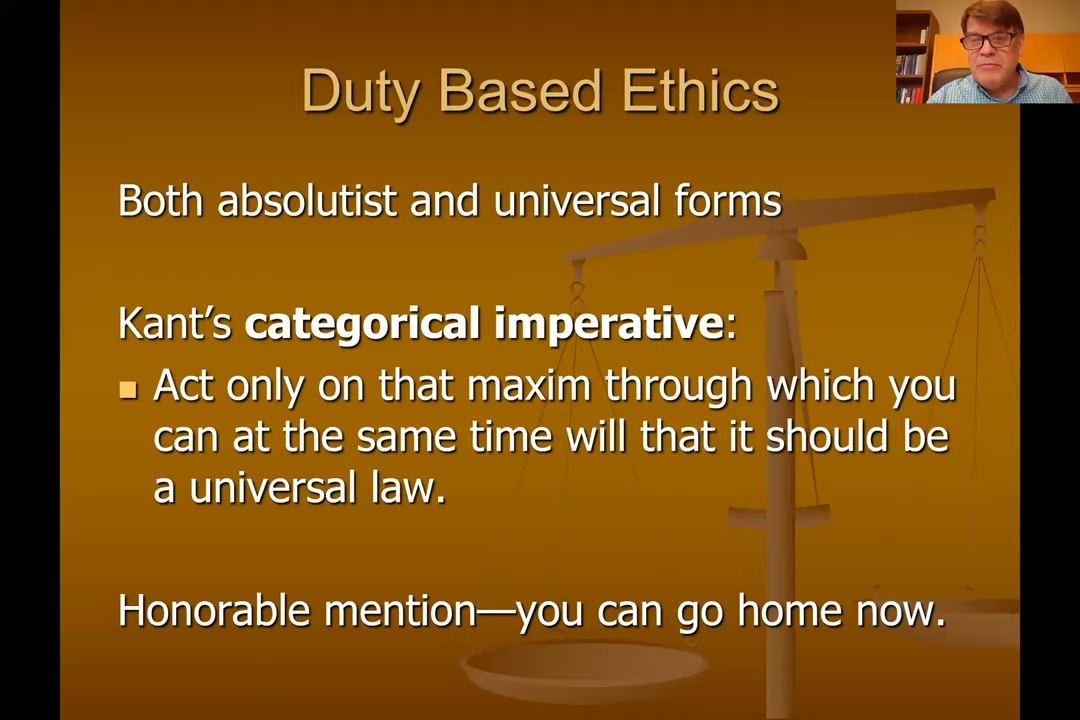 Duty Based Ethics
Both absolutist and universal forms
Kant's categorical imperative:
Act only on that maxim through which you
can at the same time will that it should be
a universal law.
Honorable mention—you can go home now.